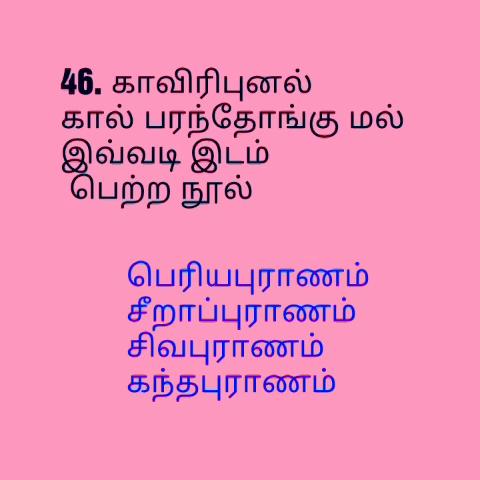 46. காவிரிபுனல்
கால் பரந்தோங்கு மல்
இவ்வடி இடம்
பெற்ற நூல்
பெரியபுராணம்
சீறாப்புராணம்
சிவபுராணம்
கந்தபுராணம்